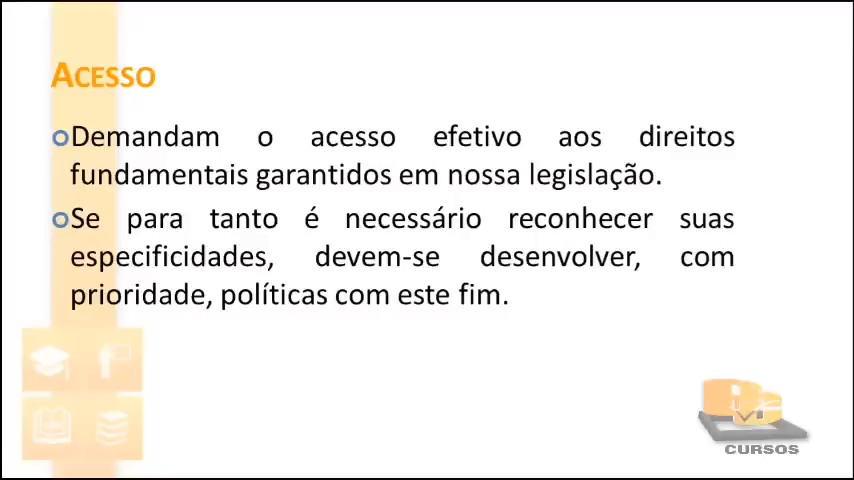 ACESSO
Demandam o acesso efetivo aos direitos
fundamentais garantidos em nossa legislação.
Se para tanto é necessário reconhecer suas
especificidades, devem-se desenvolver, com
prioridade, políticas com este fim.
CURSOS